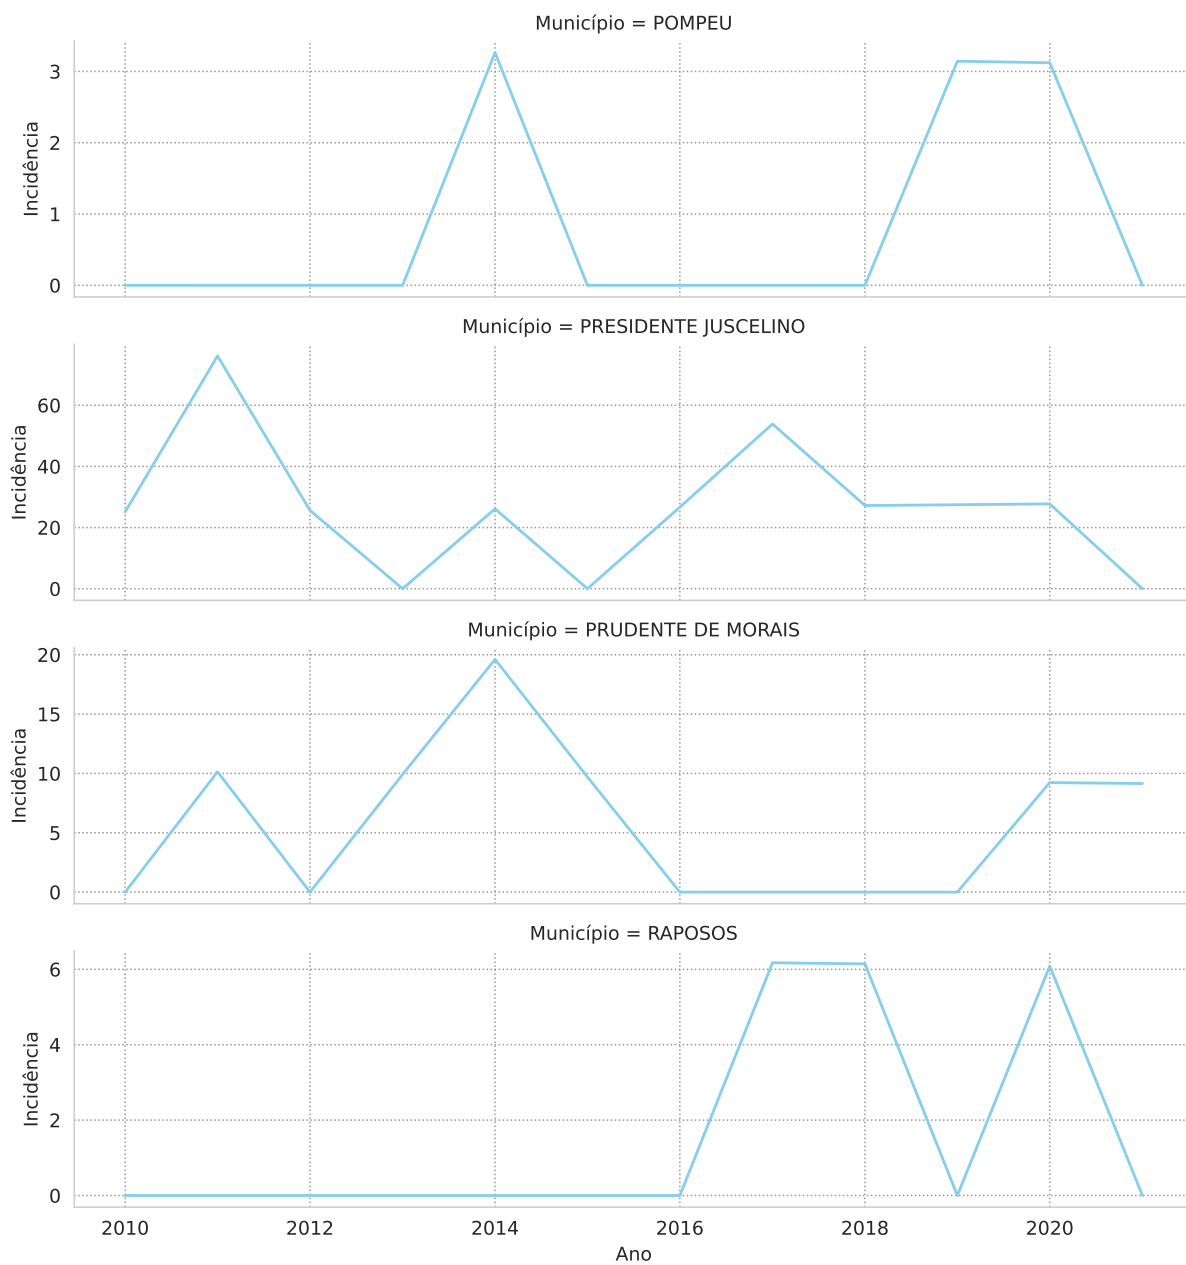 Município = POMPEU
Incidência
3
2
1
0
Município = PRESIDENTE JUSCELINO
Incidência
60
40
20
0
Município = PRUDENTE DE MORAIS
Incidência
20
15
10
5
0
Município = RAPOSOS
Incidência
6
4
2
0
2010 2012 2014 2016 2018 2020
Ano